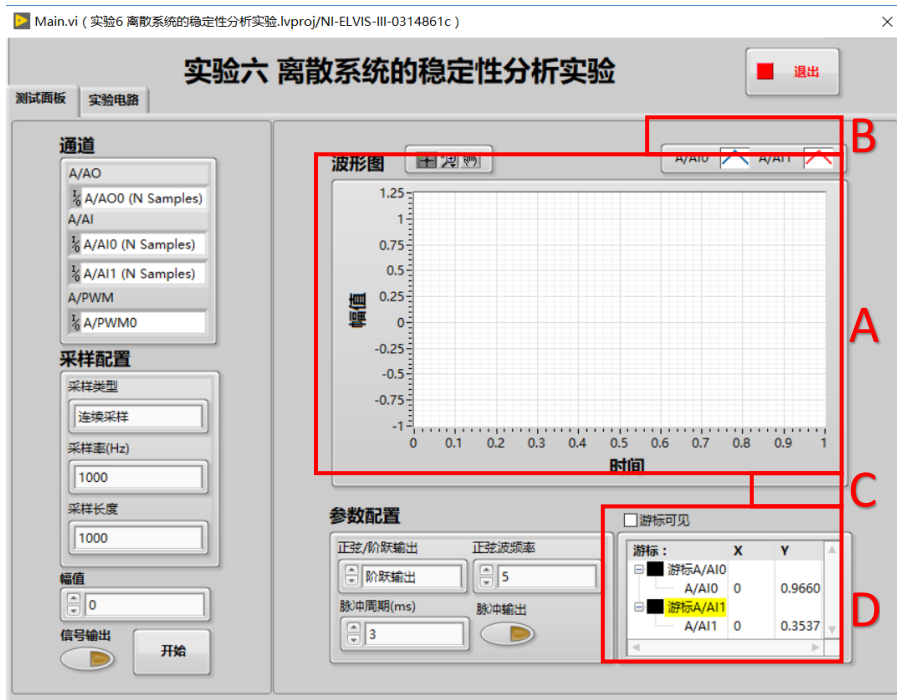 Main.vi（实验6 离散系统的稳定性分析实验.lvproj/NI-ELVIS-III-0314861c）
实验六 离散系统的稳定性分析实验
退出
测试面板
实验电路
通道
A/AO
A/AO0 (N Samples)
A/AI
A/AI0 (N Samples)
A/AI1 (N Samples)
A/PWM
A/PWM0
采样配置
采样类型
连续采样
采样率(Hz)
1000
采样长度
1000
幅值
0
信号输出
开始
B
波形图
A/AI0 A/AI1
1.25
1
0.75
0.5
0.25
0
-0.25
-0.5
-0.75
-1
幅值
0 0.1 0.2 0.3 0.4 0.5 0.6 0.7 0.8 0.9 1
时间
A
C
参数配置
正弦/阶跃输出
阶跃输出
正弦波频率
5
脉冲周期(ms)
3
脉冲输出
游标可见
游标： X Y
游标A/AI0
A/AI0 0 0.9660
游标A/AI1
A/AI1 0 0.3537
D